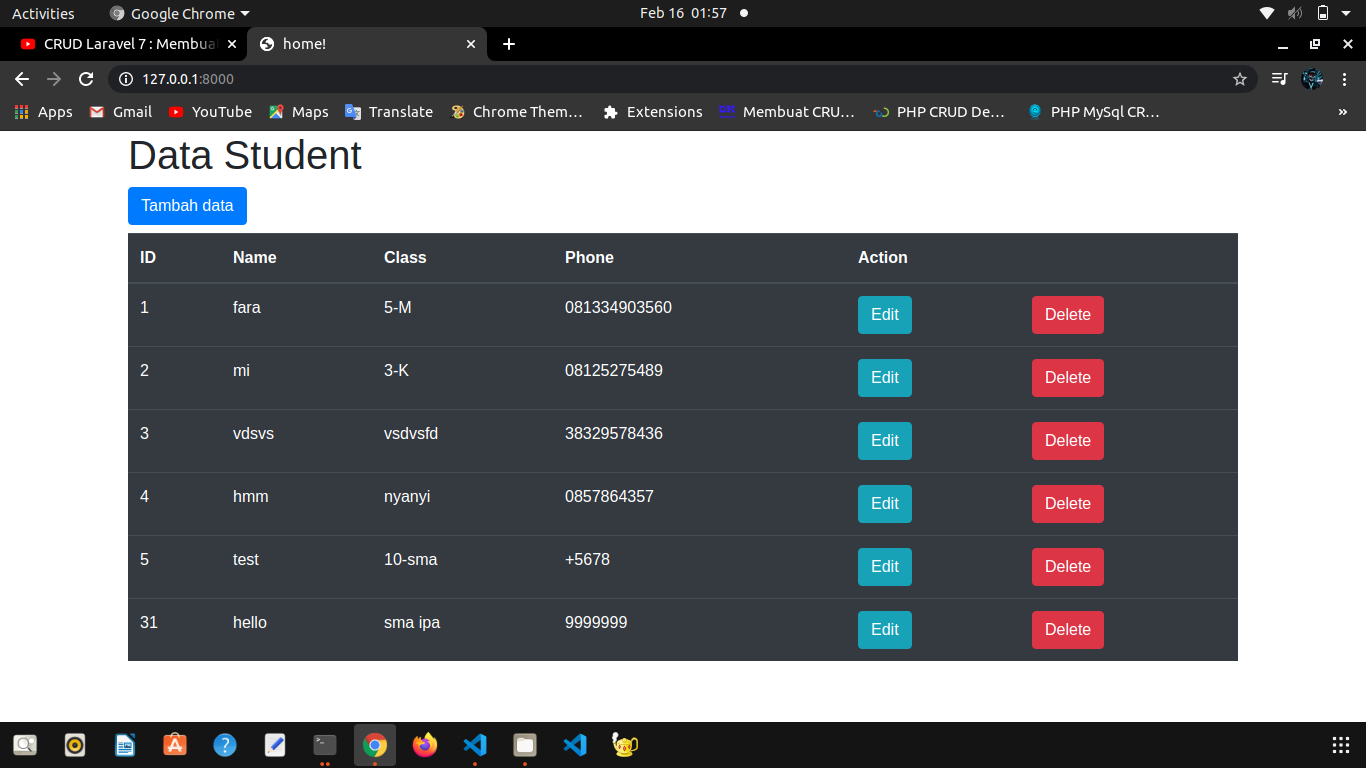 Activities Google Chrome Feb 16 01:57
CRUD Laravel 7 : Membua home!
127.0.0.1:8000
Apps Gmail YouTube Maps Translate Chrome Them… Extensions Membuat CRU… PHP CRUD De… PHP MySql CR… »
Data Student
Tambah data
ID Name Class Phone Action
1 fara 5-M 081334903560 Edit Delete
2 mi 3-K 08125275489 Edit Delete
3 vdsvs vsdvsfd 38329578436 Edit Delete
4 hmm nyanyi 0857864357 Edit Delete
5 test 10-sma +5678 Edit Delete
31 hello sma ipa 9999999 Edit Delete